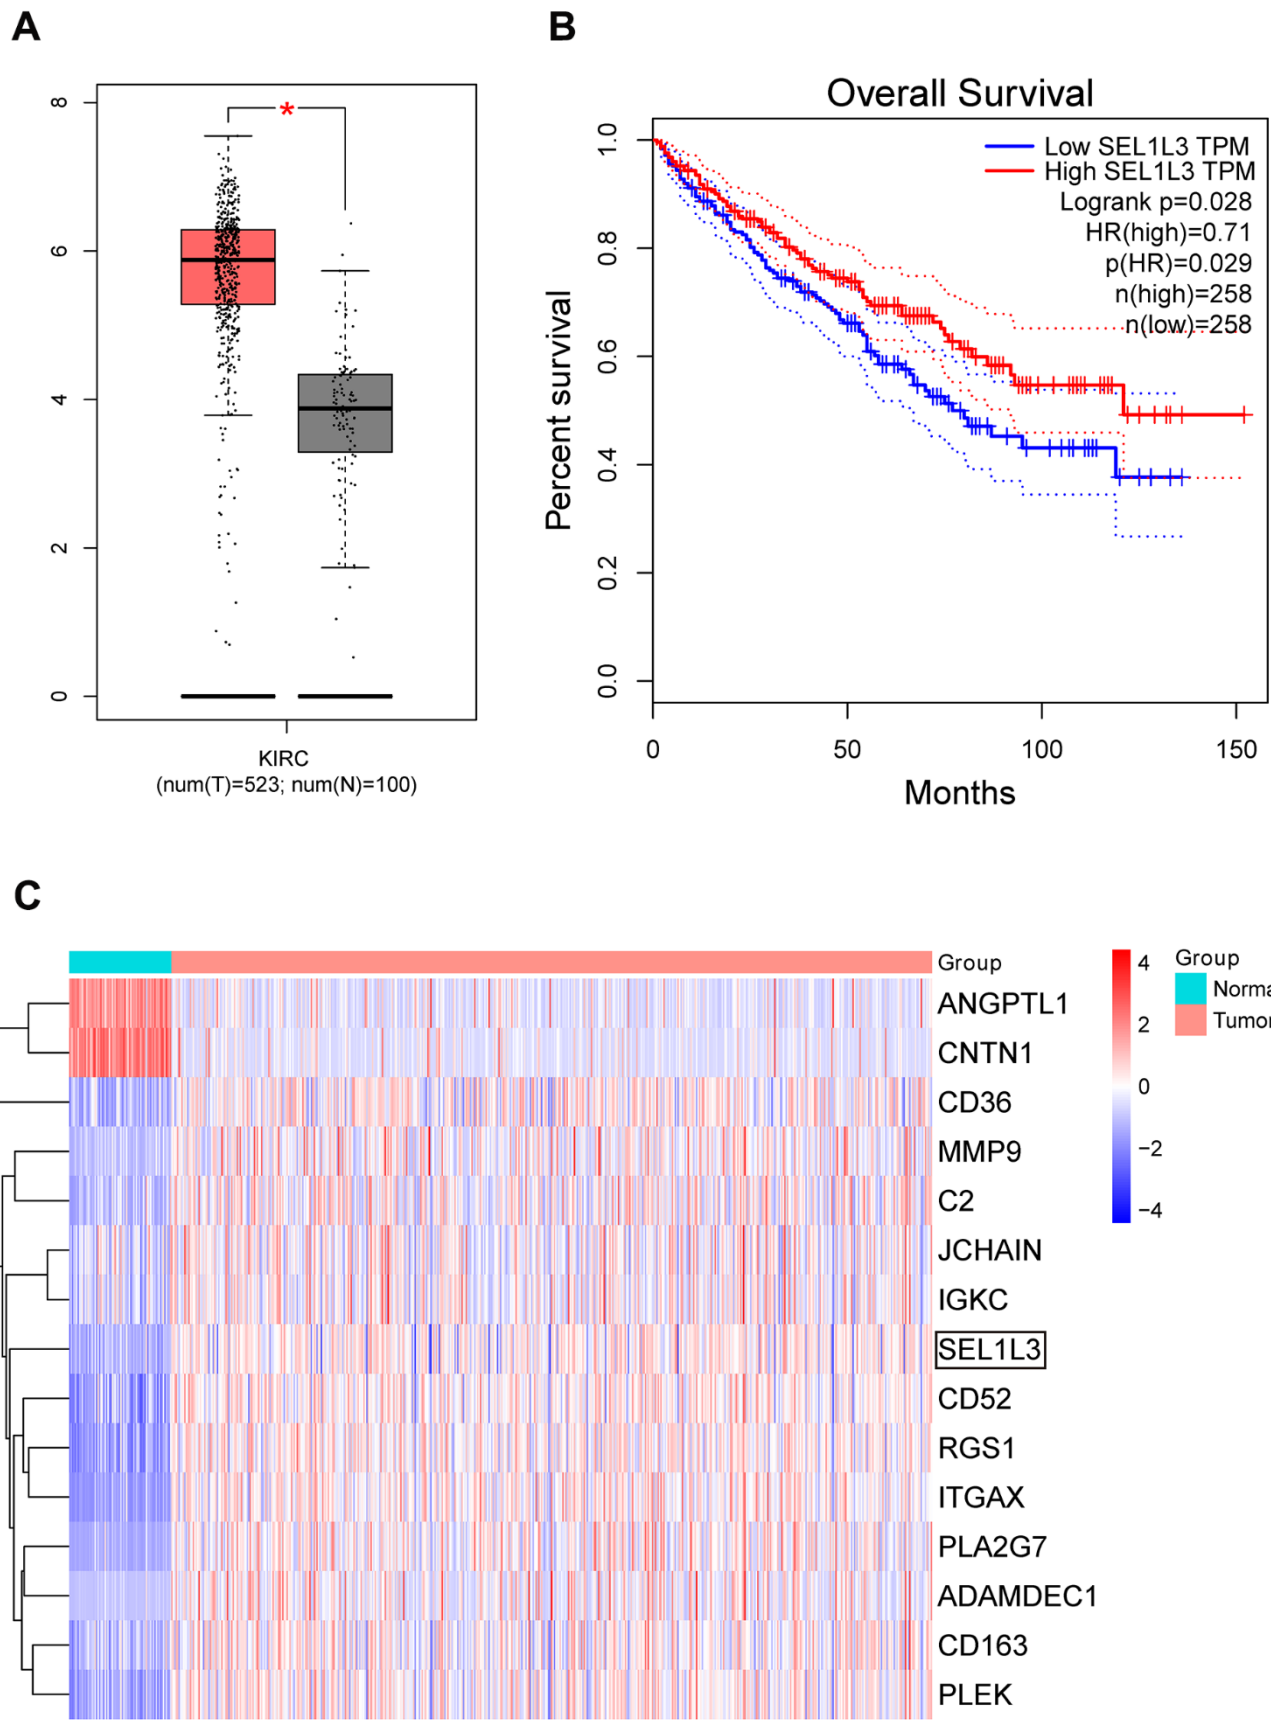 A
8
6
4
2
0
*
KIRC
(num(T)=523; num(N)=100)
B
Overall Survival
Low SEL1L3 TPM
High SEL1L3 TPM
Logrank p=0.028
HR(high)=0.71
p(HR)=0.029
n(high)=258
n(low)=258
Percent survival
1.0
0.8
0.6
0.4
0.2
0.0
0 50 100 150
Months
C
Group
ANGPTL1
CNTN1
CD36
MMP9
C2
JCHAIN
IGKC
SEL1L3
CD52
RGS1
ITGAX
PLA2G7
ADAMDEC1
CD163
PLEK
4
2
0
−2
−4
Group
Norma
Tumor